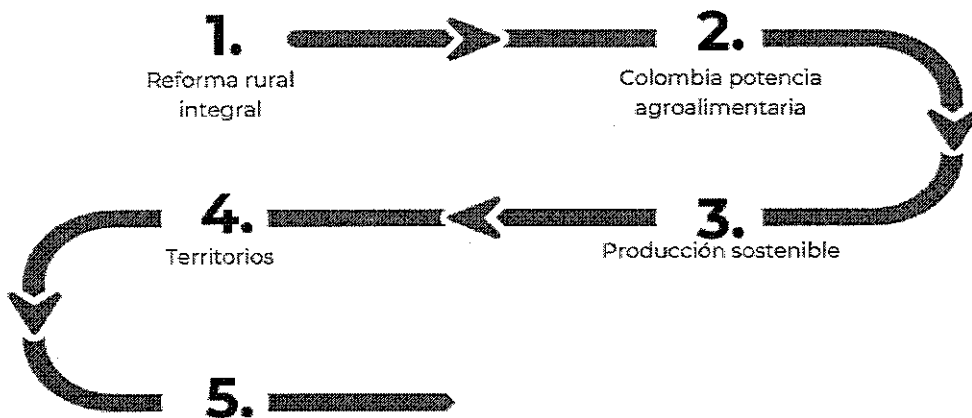 1.
Reforma rural
integral
2.
Colombia potencia
agroalimentaria
3.
Producción sostenible
4.
Territorios
5.